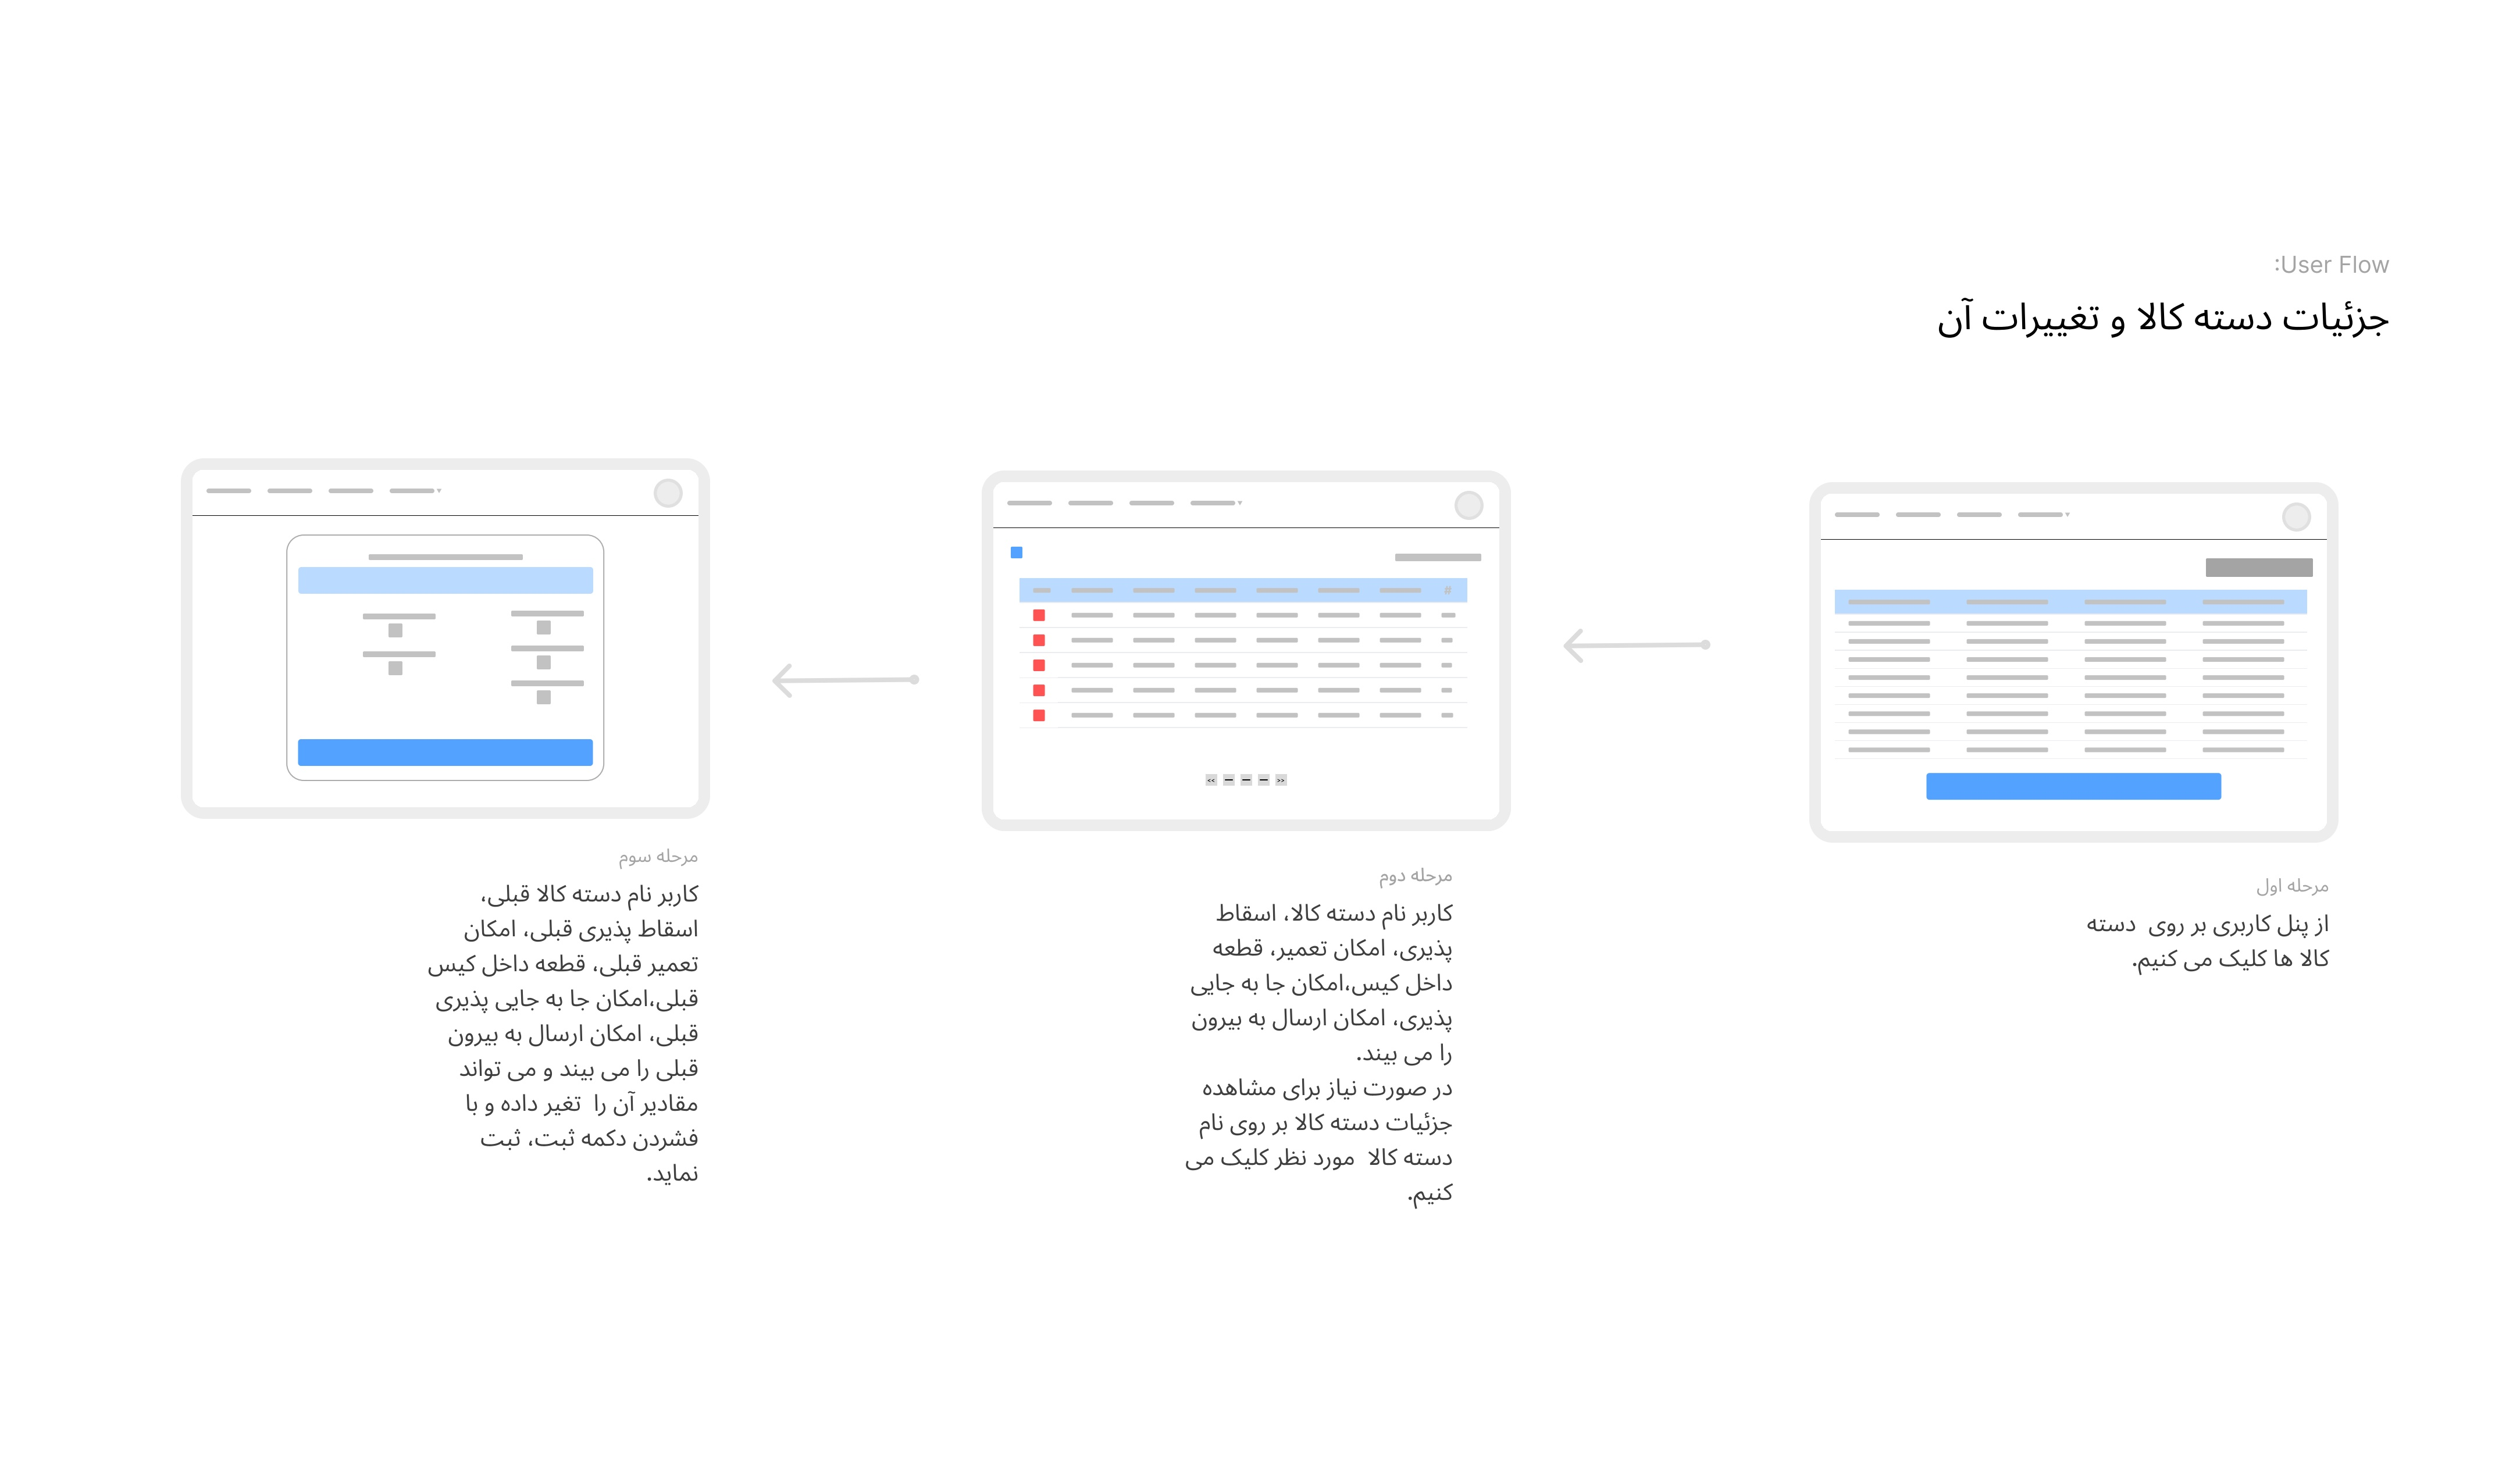 User Flow:
جزئیات دسته کالا و تغییرات آن
#
<< >>
مرحله اول
از پنل کاربری بر روی دسته
کالا ها کلیک می کنیم.
مرحله دوم
کاربر نام دسته کالا، اسقاط
پذیری، امکان تعمیر، قطعه
داخل کیس،امکان جا به جایی
پذیری، امکان ارسال به بیرون
را می بیند.
در صورت نیاز برای مشاهده
جزئیات دسته کالا بر روی نام
دسته کالا مورد نظر کلیک می
کنیم.
مرحله سوم
کاربر نام دسته کالا قبلی،
اسقاط پذیری قبلی، امکان
تعمیر قبلی، قطعه داخل کیس
قبلی،امکان جا به جایی پذیری
قبلی، امکان ارسال به بیرون
قبلی را می بیند و می تواند
مقادیر آن را تغیر داده و با
فشردن دکمه ثبت، ثبت
نماید.